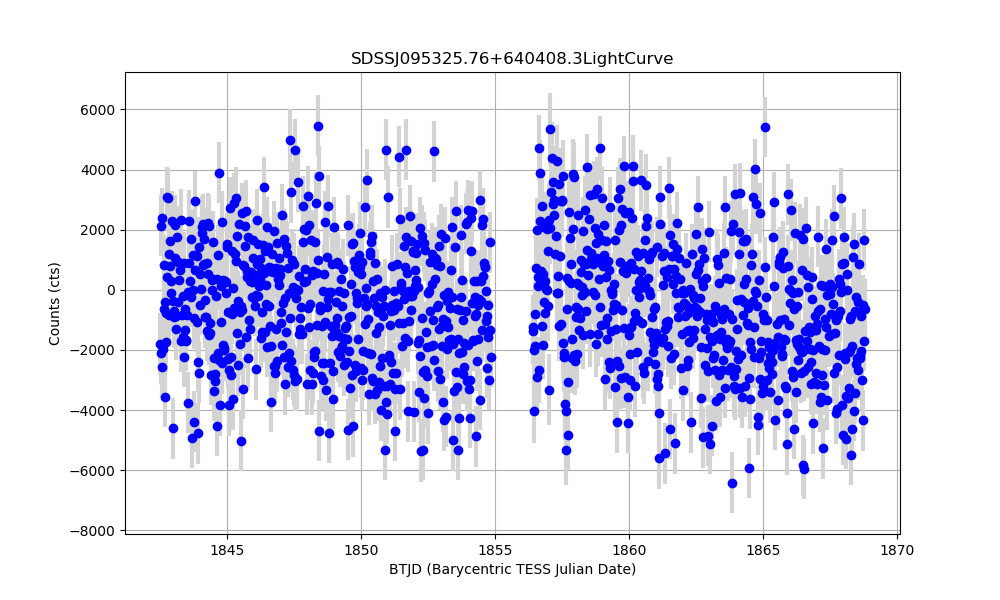 SDSSJ095325.76+640408.3LightCurve
6000
4000
2000
0
−2000
−4000
−6000
−8000
Counts (cts)
1845 1850 1855 1860 1865 1870
BTJD (Barycentric TESS Julian Date)